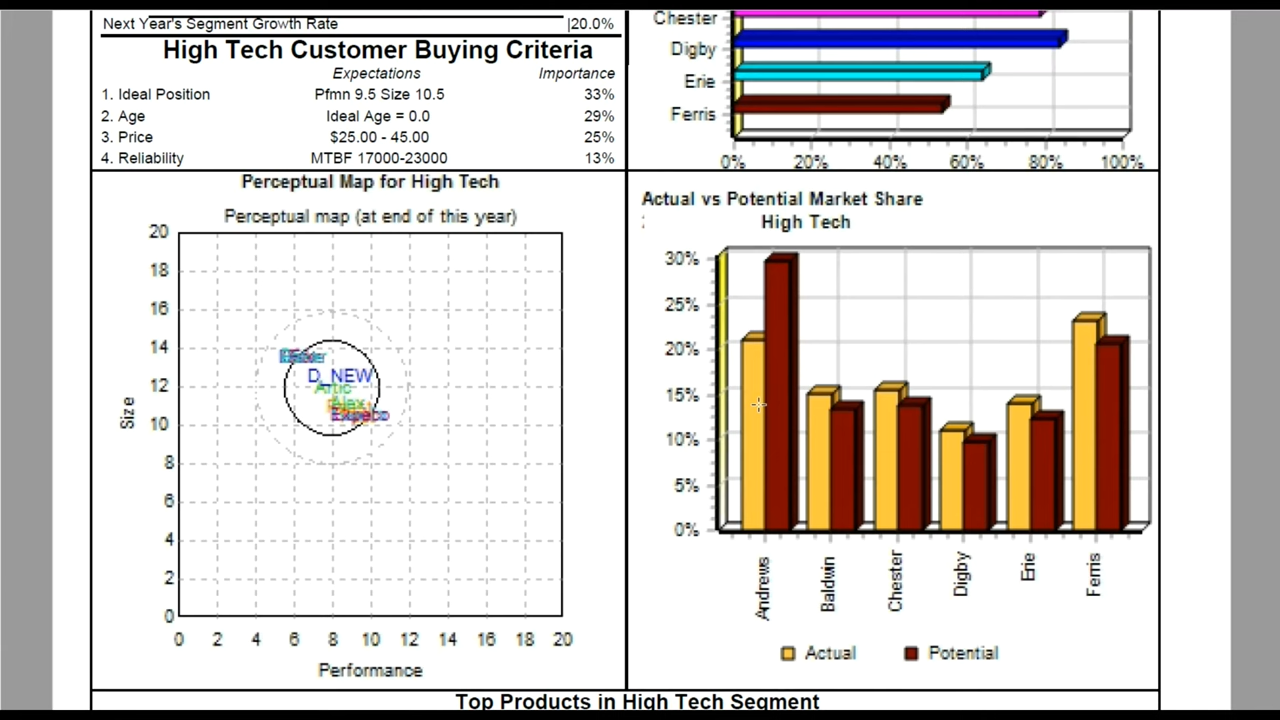 Next Year's Segment Growth Rate |20.0%
High Tech Customer Buying Criteria
Expectations Importance
1. Ideal Position Pfmn 9.5 Size 10.5 33%
2. Age Ideal Age = 0.0 29%
3. Price $25.00 - 45.00 25%
4. Reliability MTBF 17000-23000 13%
Chester
Digby
Erie
Ferris
0% 20% 40% 60% 80% 100%
Perceptual Map for High Tech
Perceptual map (at end of this year)
20
18
16
14
12
10
8
6
4
2
0
Size
D_NEW
Artic
Ajax
0 2 4 6 8 10 12 14 16 18 20
Performance
Actual vs Potential Market Share
High Tech
30%
25%
20%
15%
10%
5%
0%
Andrews
Baldwin
Chester
Digby
Erie
Ferris
Actual Potential
Top Products in High Tech Segment